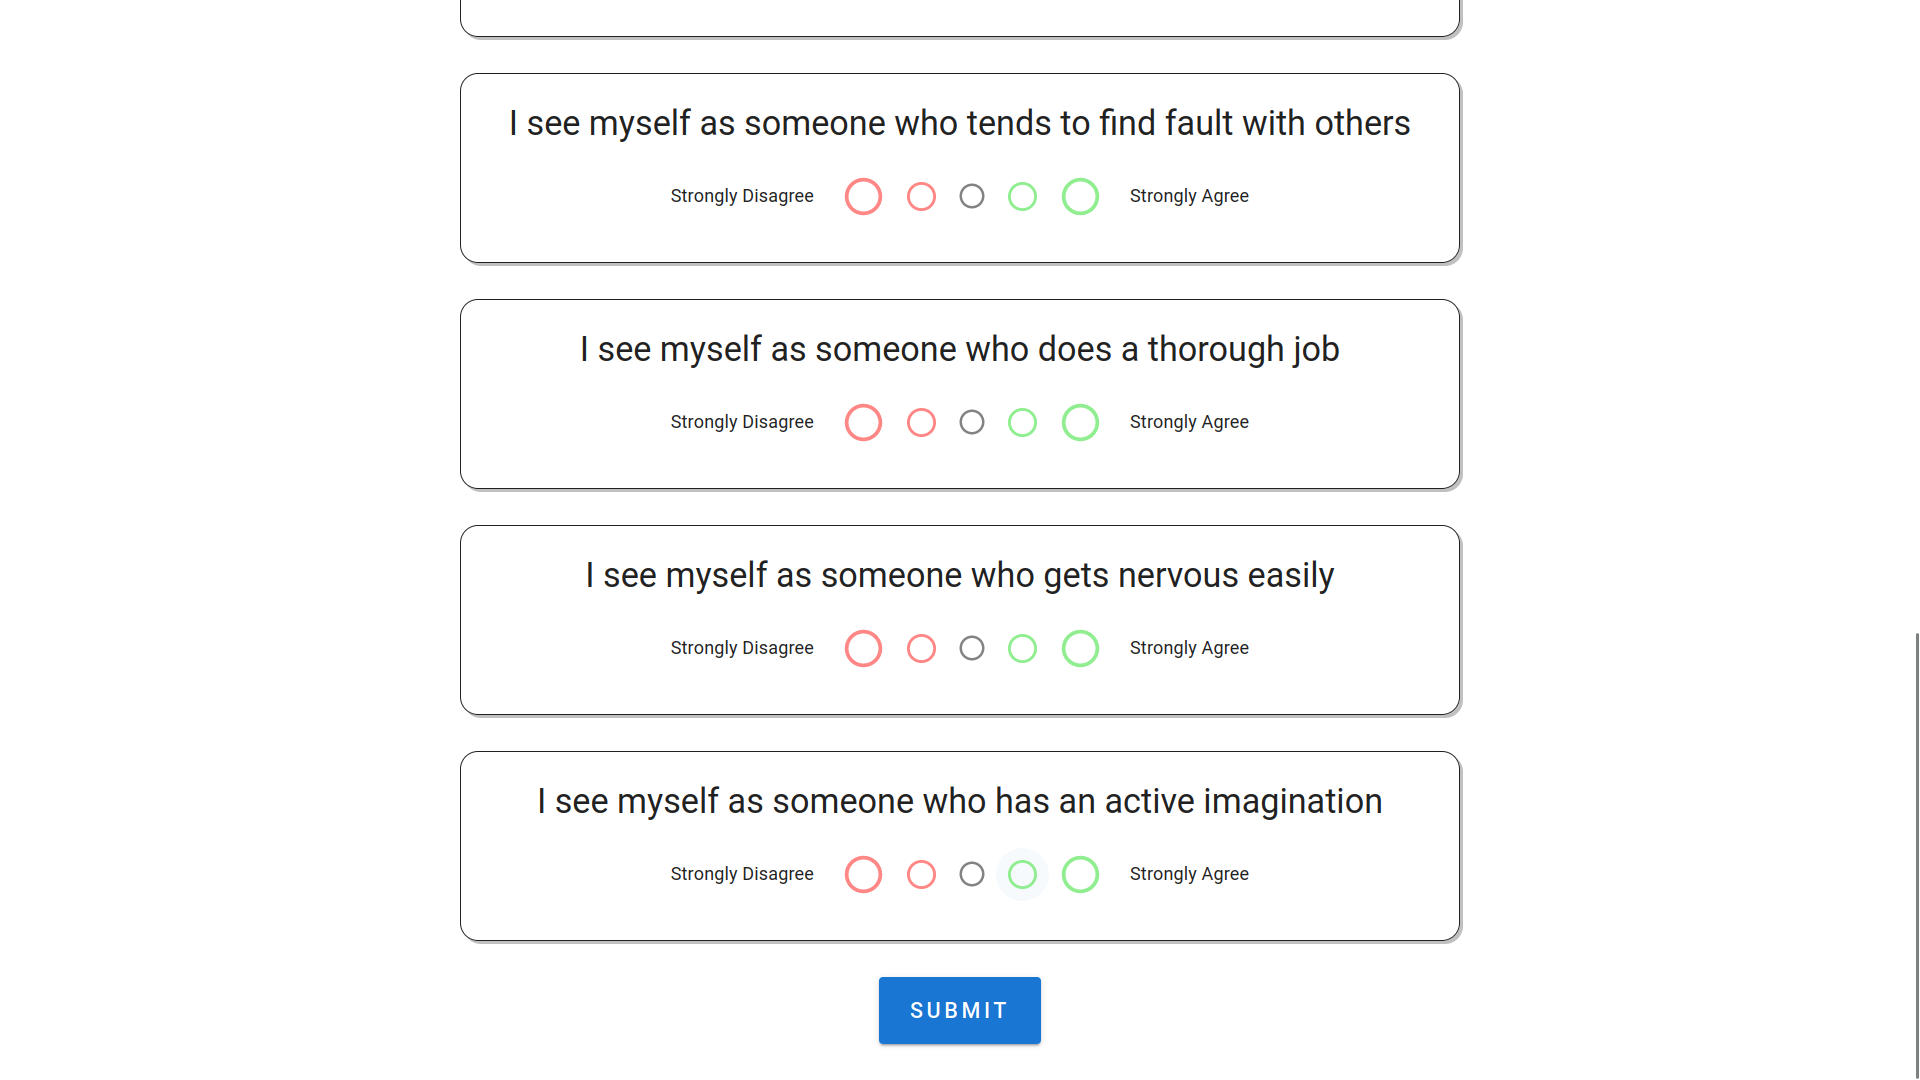 I see myself as someone who tends to find fault with others
Strongly Disagree Strongly Agree
I see myself as someone who does a thorough job
Strongly Disagree Strongly Agree
I see myself as someone who gets nervous easily
Strongly Disagree Strongly Agree
I see myself as someone who has an active imagination
Strongly Disagree Strongly Agree
SUBMIT